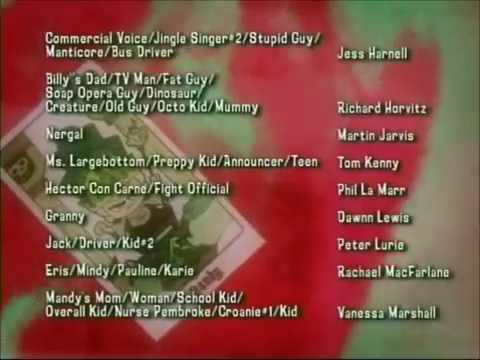 Commercial Voice/Jingle Singer#2/Stupid Guy/
Manticore/Bus Driver
Jess Harnell
Billy"s Dad/TV Man/Fat Guy/
Soap Opera Guy/Dinosaur/
Creature/Old Guy/Octo Kid/Mummy
Richard Horvitz
Nergal
Martin Jarvis
Ms. Largebottom/Preppy Kid/Announcer/Teen
Tom Kenny
Hector Con Carne/Fight Official
Phil La Marr
Granny
Dawnn Lewis
Jack/Driver/Kid#2
Peter Lurie
Eris/Mindy/Pauline/Karie
Rachael MacFarlane
Mandy's Mom/Woman/School Kid/
Overall Kid/Nurse Pembroke/Croanie#1/Kid
Vanessa Marshall